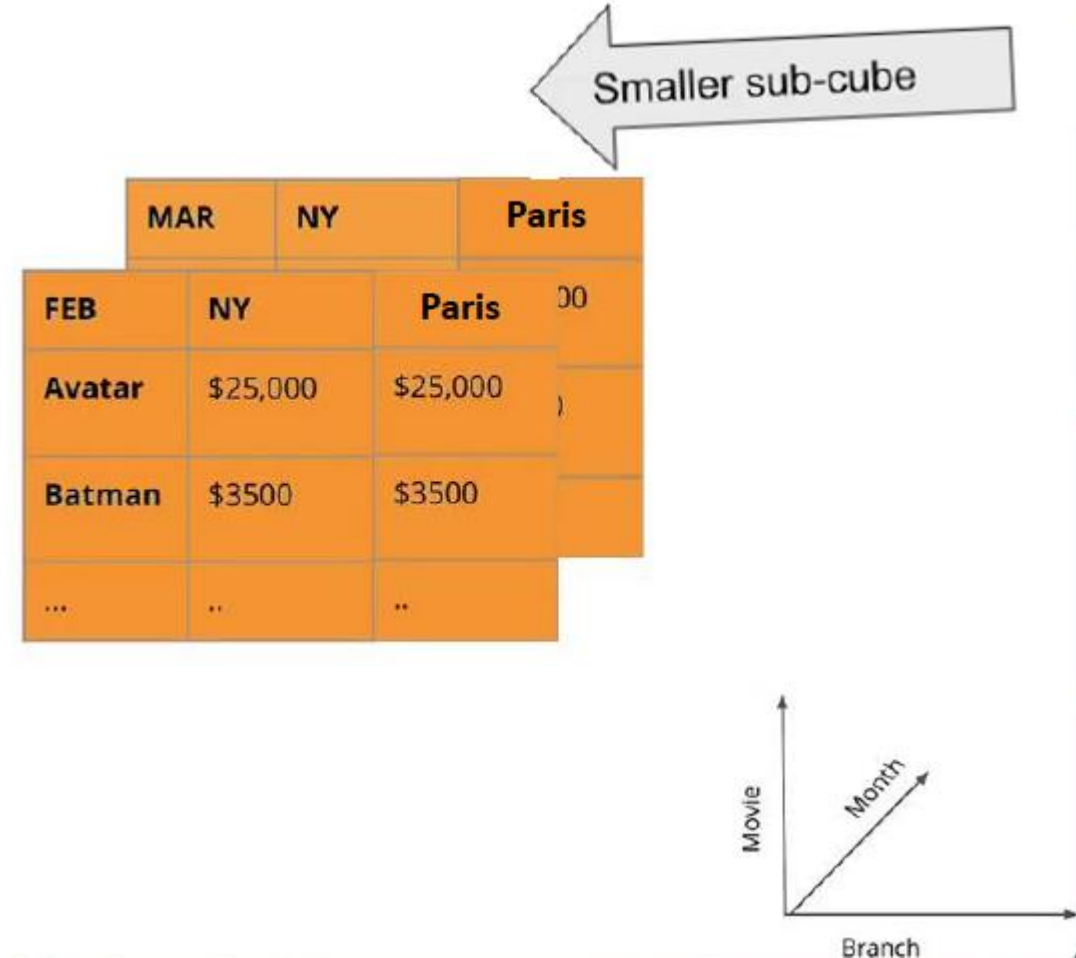 Smaller sub-cube
MAR NY Paris
FEB NY Paris
Avatar $25,000 $25,000
Batman $3500 $3500
... .. ..
Movie
Month
Branch